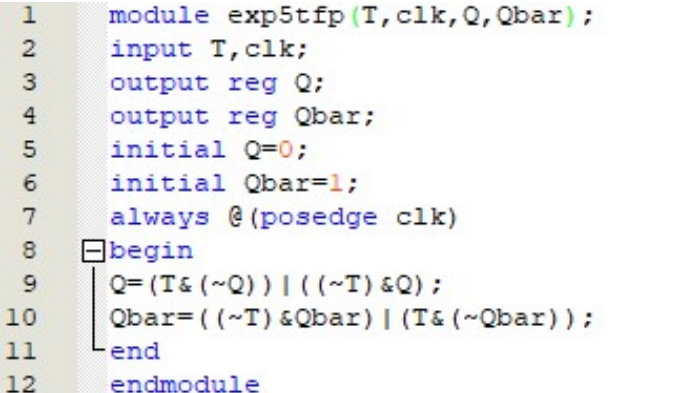 1 module exp5tfp(T,clk,Q,Qbar);
2 input T,clk;
3 output reg Q;
4 output reg Qbar;
5 initial Q=0;
6 initial Qbar=1;
7 always @(posedge clk)
8 begin
9 Q=(T&(~Q))|((~T)&Q);
10 Qbar=((~T)&Qbar)|(T&(~Qbar));
11 end
12 endmodule